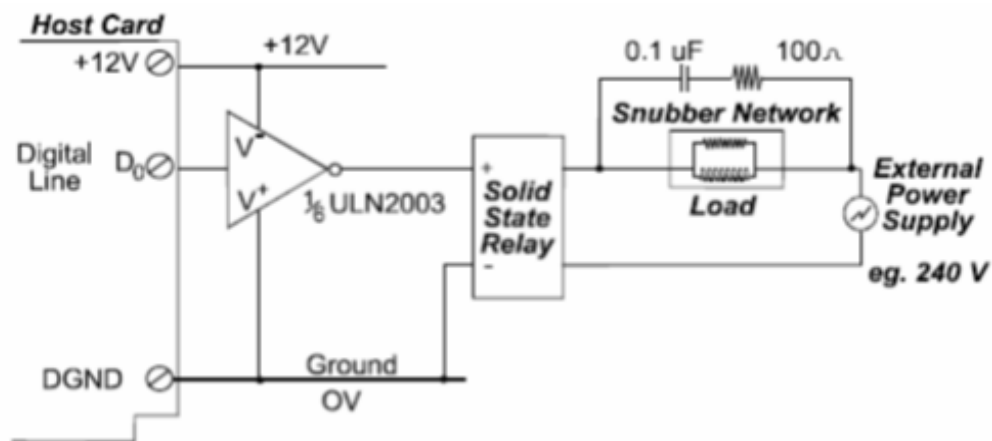 Host Card
+12V
+12V
0.1 uF
100Ω
Snubber Network
Digital
Line
D0
V-
V+
1/6 ULN2003
+
Solid
State
Relay
-
Load
External
Power
Supply
eg. 240 V
DGND
Ground
OV